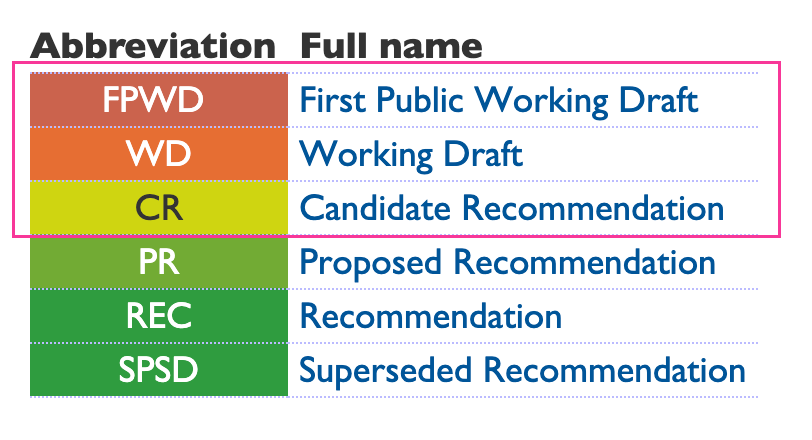 Abbreviation Full name
FPWD First Public Working Draft
WD Working Draft
CR Candidate Recommendation
PR Proposed Recommendation
REC Recommendation
SPSD Superseded Recommendation